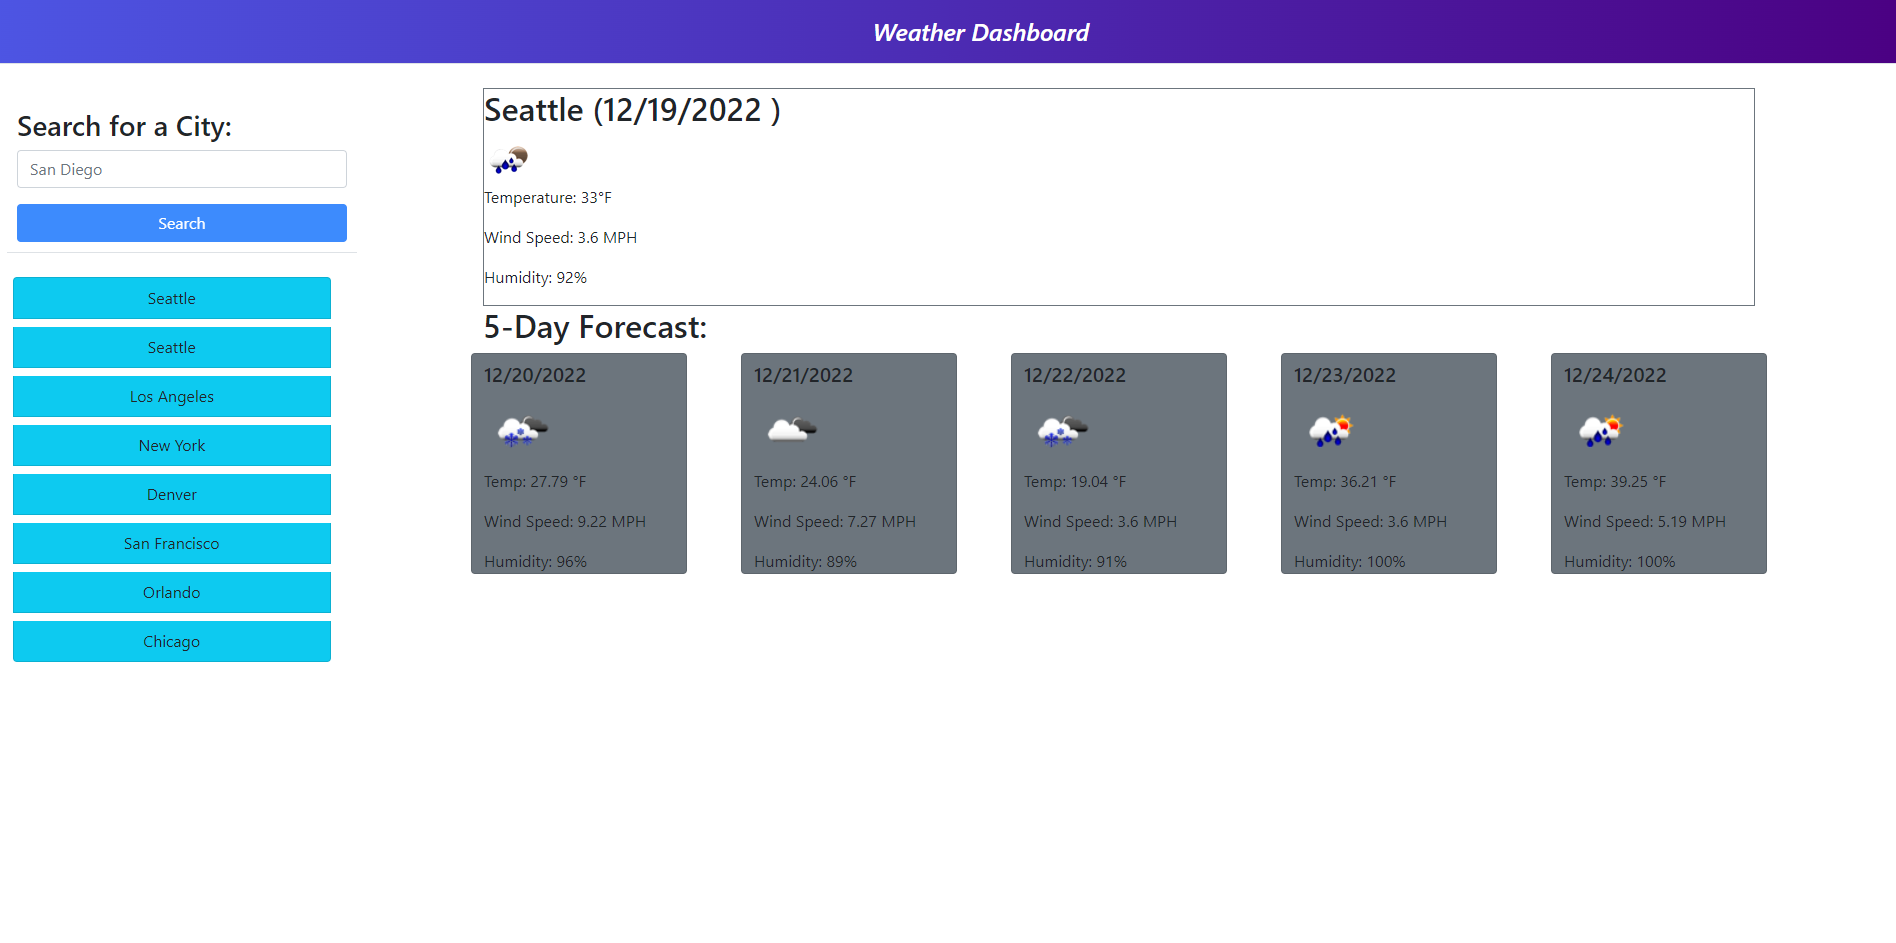 Weather Dashboard
Search for a City:
San Diego
Search
Seattle
Seattle
Los Angeles
New York
Denver
San Francisco
Orlando
Chicago
Seattle (12/19/2022 )
Temperature: 33°F
Wind Speed: 3.6 MPH
Humidity: 92%
5-Day Forecast:
12/20/2022
Temp: 27.79 °F
Wind Speed: 9.22 MPH
Humidity: 96%
12/21/2022
Temp: 24.06 °F
Wind Speed: 7.27 MPH
Humidity: 89%
12/22/2022
Temp: 19.04 °F
Wind Speed: 3.6 MPH
Humidity: 91%
12/23/2022
Temp: 36.21 °F
Wind Speed: 3.6 MPH
Humidity: 100%
12/24/2022
Temp: 39.25 °F
Wind Speed: 5.19 MPH
Humidity: 100%